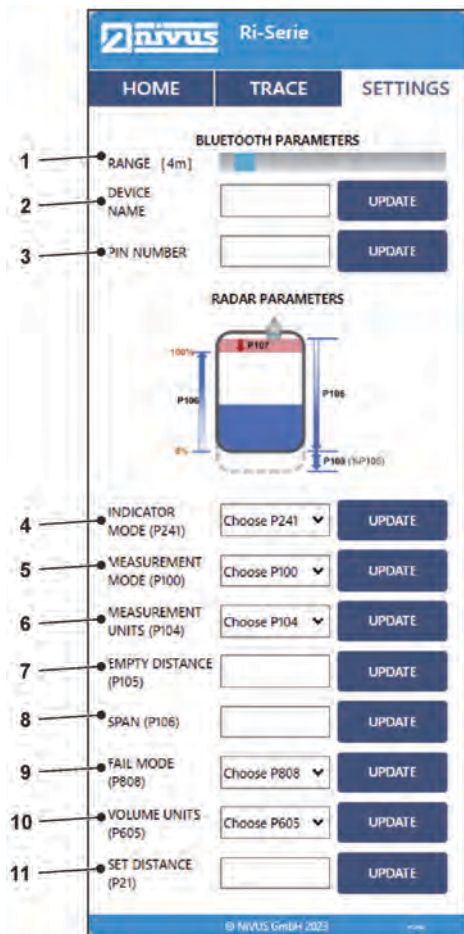 nivus Ri-Serie
HOME TRACE SETTINGS
BLUETOOTH PARAMETERS
1 RANGE [4m]
2 DEVICE NAME UPDATE
3 PIN NUMBER UPDATE
RADAR PARAMETERS
P107
100%
P106 P105
0%
4 INDICATOR MODE (P241) Choose P241 UPDATE
5 MEASUREMENT MODE (P100) Choose P100 UPDATE
6 MEASUREMENT UNITS (P104) Choose P104 UPDATE
7 EMPTY DISTANCE (P105) UPDATE
8 SPAN (P106) UPDATE
9 FAIL MODE (P808) Choose P808 UPDATE
10 VOLUME UNITS (P605) Choose P605 UPDATE
11 SET DISTANCE (P21) UPDATE
© NIVUS GmbH 2023